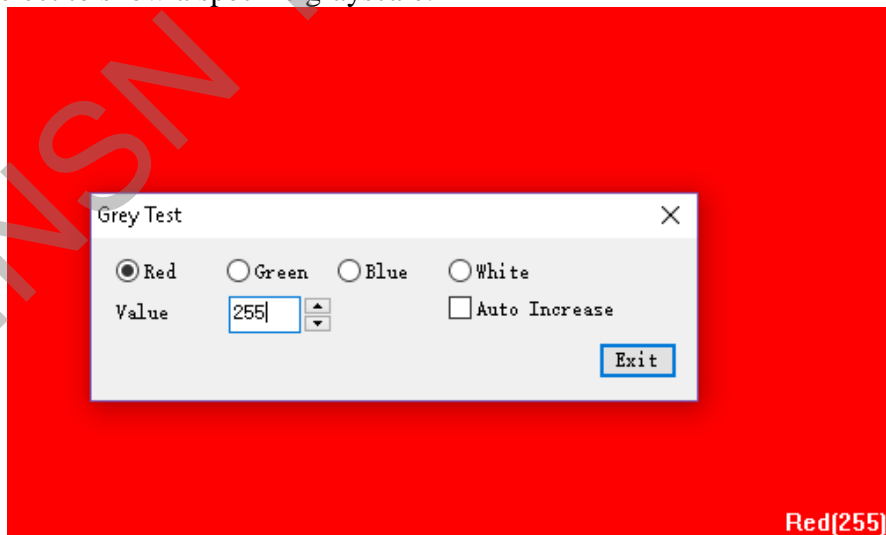 Grey Test
Red Green Blue White
Value 255 Auto Increase
Exit
Red(255)